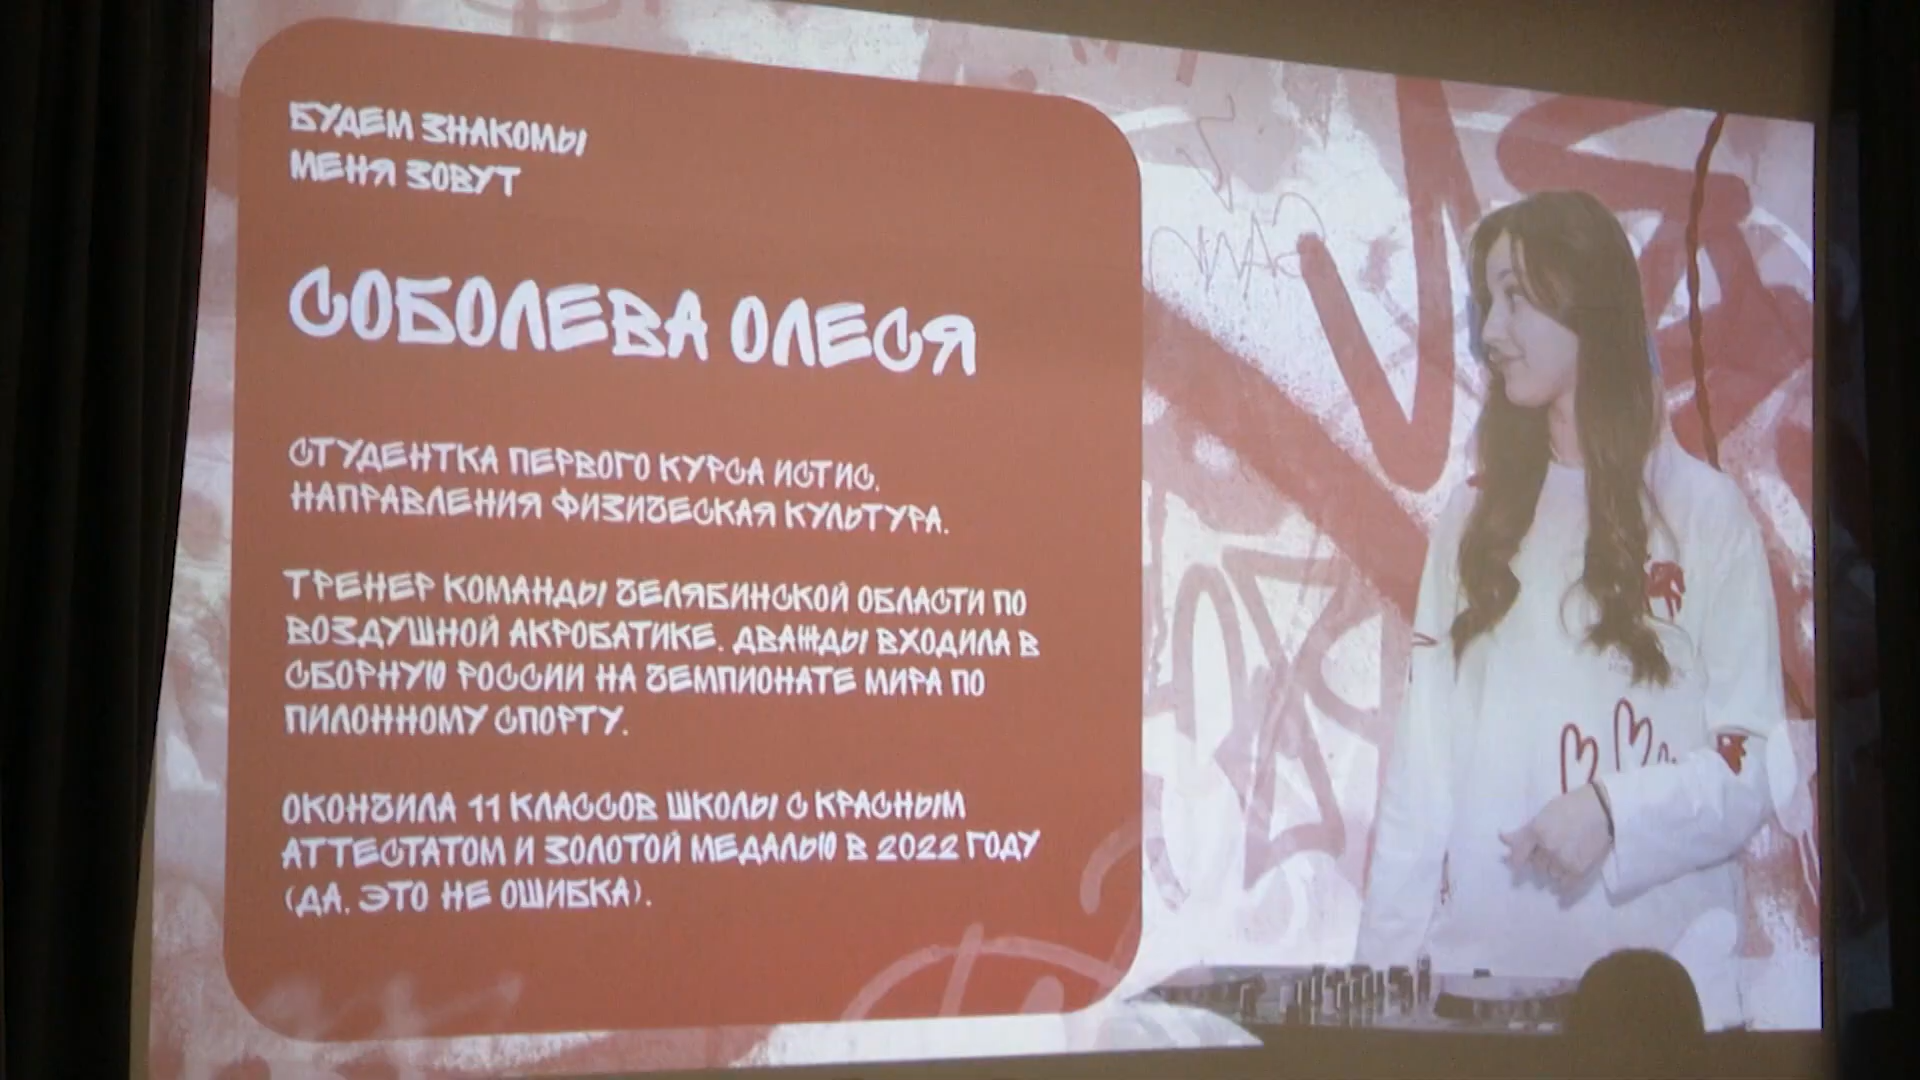 БУДЕМ ЗНАКОМЫ
МЕНЯ ЗОВУТ
СОБОЛЕВА ОЛЕСЯ
СТУДЕНТКА ПЕРВОГО КУРСА ИСТИС.
НАПРАВЛЕНИЯ ФИЗИЧЕСКАЯ КУЛЬТУРА.
ТРЕНЕР КОМАНДЫ ЧЕЛЯБИНСКОЙ ОБЛАСТИ ПО
ВОЗДУШНОЙ АКРОБАТИКЕ. ДВАЖДЫ ВХОДИЛА В
СБОРНУЮ РОССИИ НА ЧЕМПИОНАТЕ МИРА ПО
ПИЛОННОМУ СПОРТУ.
ОКОНЧИЛА 11 КЛАССОВ ШКОЛЫ С КРАСНЫМ
АТТЕСТАТОМ И ЗОЛОТОЙ МЕДАЛЬЮ В 2022 ГОДУ
(ДА, ЭТО НЕ ОШИБКА).